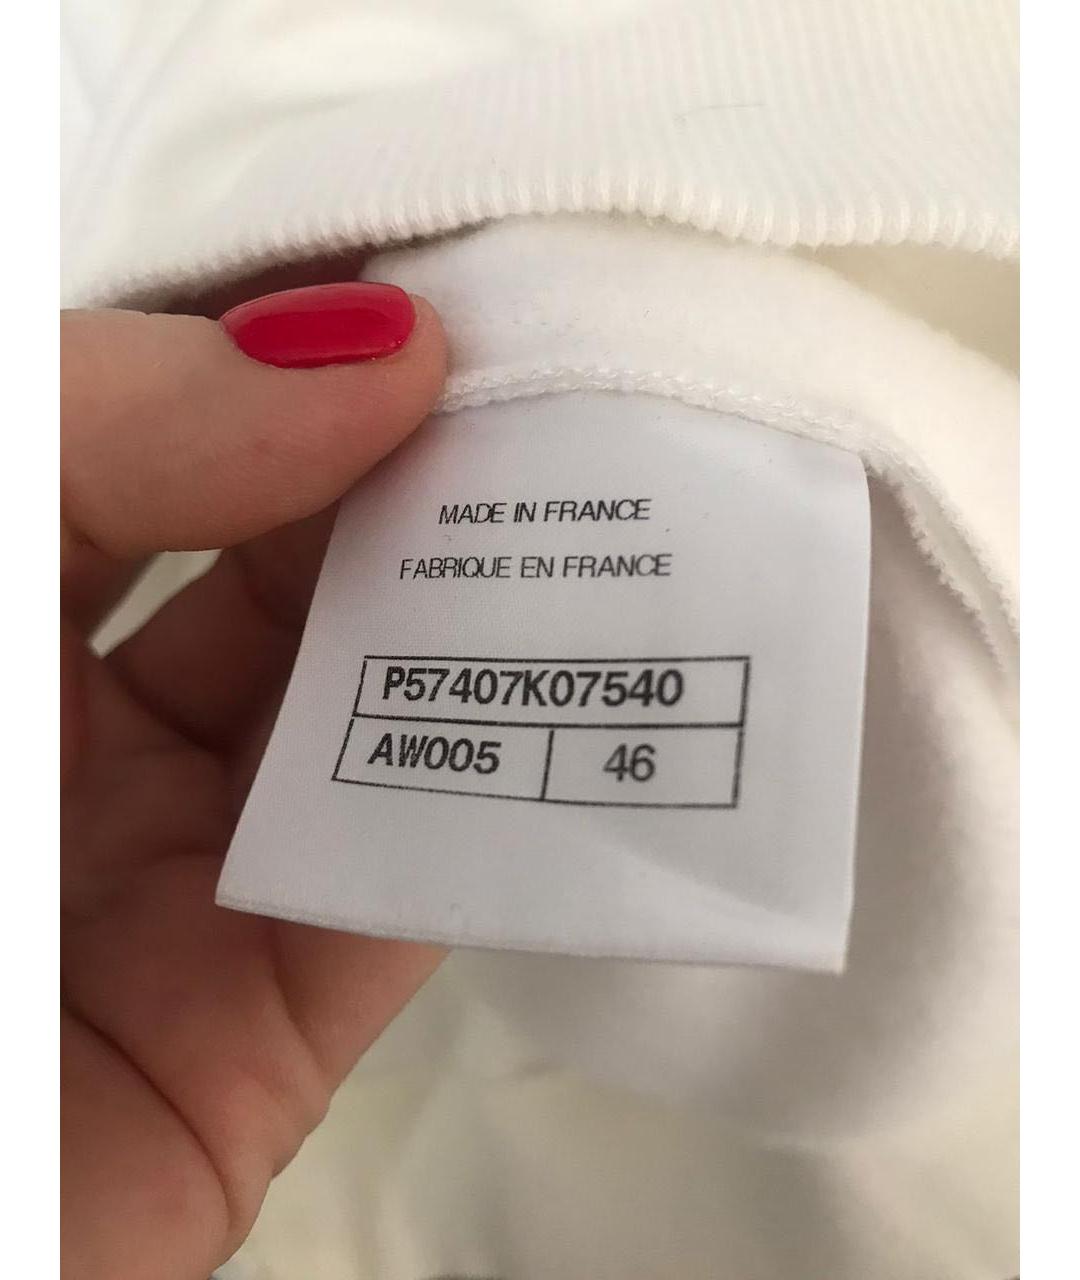 MADE IN FRANCE
FABRIQUE EN FRANCE
P57407K07540
AW005 46